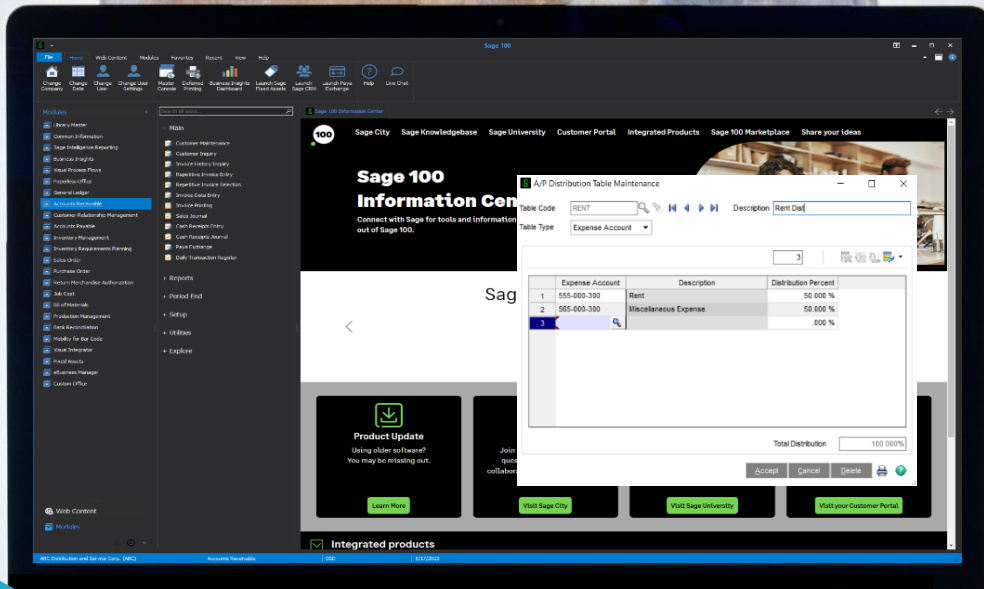 Sage 100
File Home Web Content Modules Favorites Recent View Help
Change Company
Change Date
Change User
Change User Settings
Master Console
Deferred Printing
Business Insights Dashboard
Launch Sage Fixed Assets
Launch Sage CRM
Launch Paya Exchange
Help
Live Chat
Modules
Library Master
Common Information
Sage Intelligence Reporting
Business Insights
Visual Process Flows
Paperless Office
General Ledger
Accounts Receivable
Customer Relationship Management
Accounts Payable
Inventory Management
Inventory Requirements Planning
Sales Order
Purchase Order
Return Merchandise Authorization
Job Cost
Bill of Materials
Production Management
Bank Reconciliation
Mobility for Bar Code
Visual Integrator
Fixed Assets
eBusiness Manager
Custom Office
Web Content
Modules
Search all tasks...
Main
Customer Maintenance
Customer Inquiry
Invoice History Inquiry
Repetitive Invoice Entry
Repetitive Invoice Selection
Invoice Data Entry
Invoice Printing
Sales Journal
Cash Receipts Entry
Cash Receipts Journal
Paya Exchange
Daily Transaction Register
+ Reports
+ Period End
+ Setup
+ Utilities
+ Explore
Sage 100 Information Center
100 Sage City Sage Knowledgebase Sage University Customer Portal Integrated Products Sage 100 Marketplace Share your ideas
Sage 100
Information Cen
Connect with Sage for tools and information
out of Sage 100.
Sag
Product Update
Using older software?
You may be missing out.
Learn More
Join
ques
collabor
Visit Sage City
Visit Sage University
Visit your Customer Portal
Integrated products
S A/P Distribution Table Maintenance
Table Code RENT Description Rent Dist
Table Type Expense Account
3
Expense Account Description Distribution Percent
1 555-000-300 Rent 50.000 %
2 565-000-300 Miscellaneous Expense 50.000 %
3 .000 %
Total Distribution 100.000%
Accept Cancel Delete
ABC Distribution and Service Corp. (ABC) Accounts Receivable DSD 5/17/2023